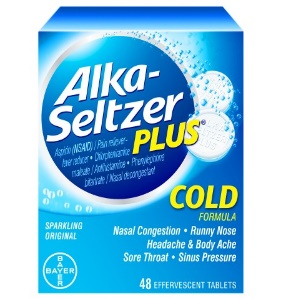 Alka-
Seltzer
PLUS®
Aspirin (NSAID) / Pain reliever-
fever reducer • Chlorpheniramine
maleate / Antihistamine • Phenylephrine
bitartrate / Nasal decongestant
COLD
FORMULA
SPARKLING
ORIGINAL
Nasal Congestion • Runny Nose
Headache & Body Ache
Sore Throat • Sinus Pressure
BAYER
BAYER
48 EFFERVESCENT TABLETS